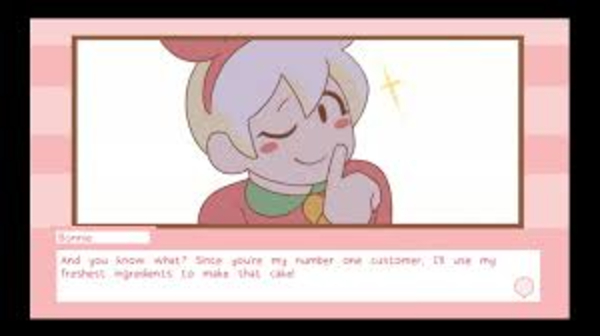 Bonnie
And you know what? Since you're my number one customer, I'll use my
freshest ingredients to make that cake!